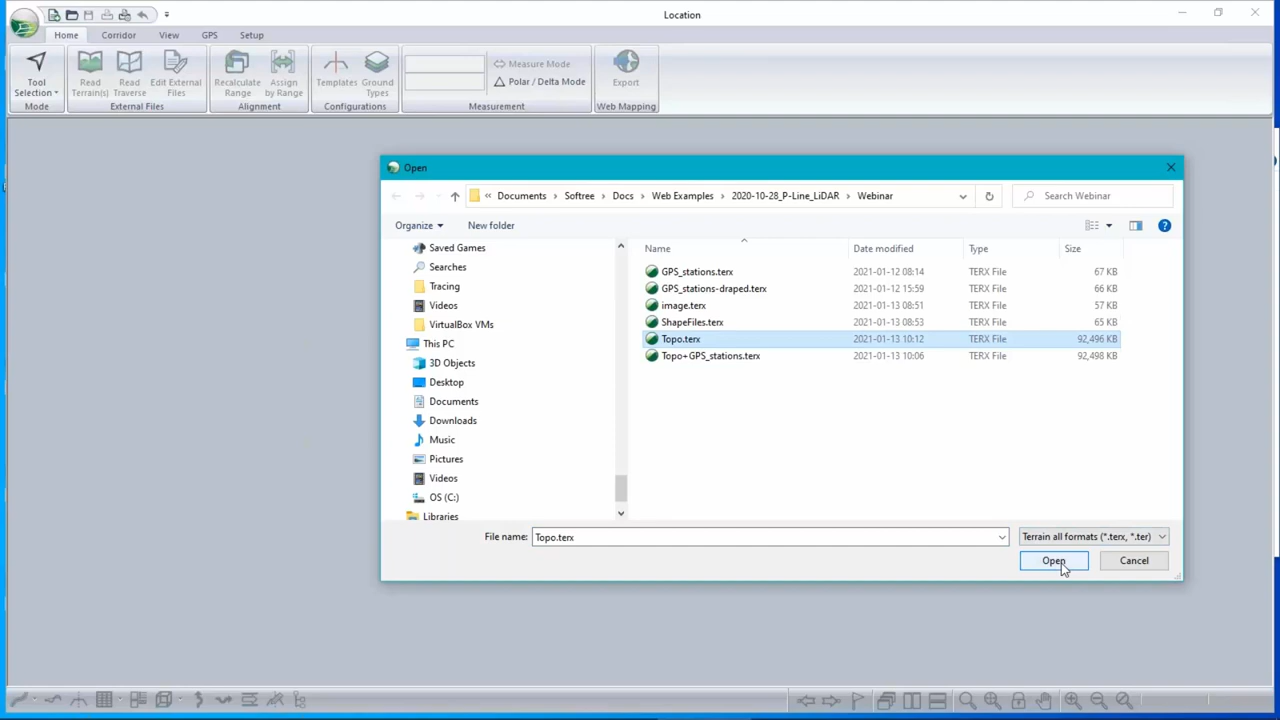 Location
Home Corridor View GPS Setup
Tool Selection
Read Terrain(s)
Read Traverse
Edit External Files
Recalculate Range
Assign by Range
Templates
Ground Types
Measure Mode
Polar / Delta Mode
Export
Mode External Files Alignment Configurations Measurement Web Mapping
Open
« Documents Softree Docs Web Examples 2020-10-28_P-Line_LiDAR Webinar
Search Webinar
Organize New folder
Saved Games
Searches
Tracing
Videos
VirtualBox VMs
This PC
3D Objects
Desktop
Documents
Downloads
Music
Pictures
Videos
OS (C:)
Libraries
Name Date modified Type Size
GPS_stations.terx 2021-01-12 08:14 TERX File 67 KB
GPS_stations-draped.terx 2021-01-12 15:59 TERX File 66 KB
image.terx 2021-01-13 08:51 TERX File 57 KB
ShapeFiles.terx 2021-01-13 08:53 TERX File 65 KB
Topo.terx 2021-01-13 10:12 TERX File 92,496 KB
Topo+GPS_stations.terx 2021-01-13 10:06 TERX File 92,498 KB
File name: Topo.terx Terrain all formats (*.terx, *.ter)
Open Cancel